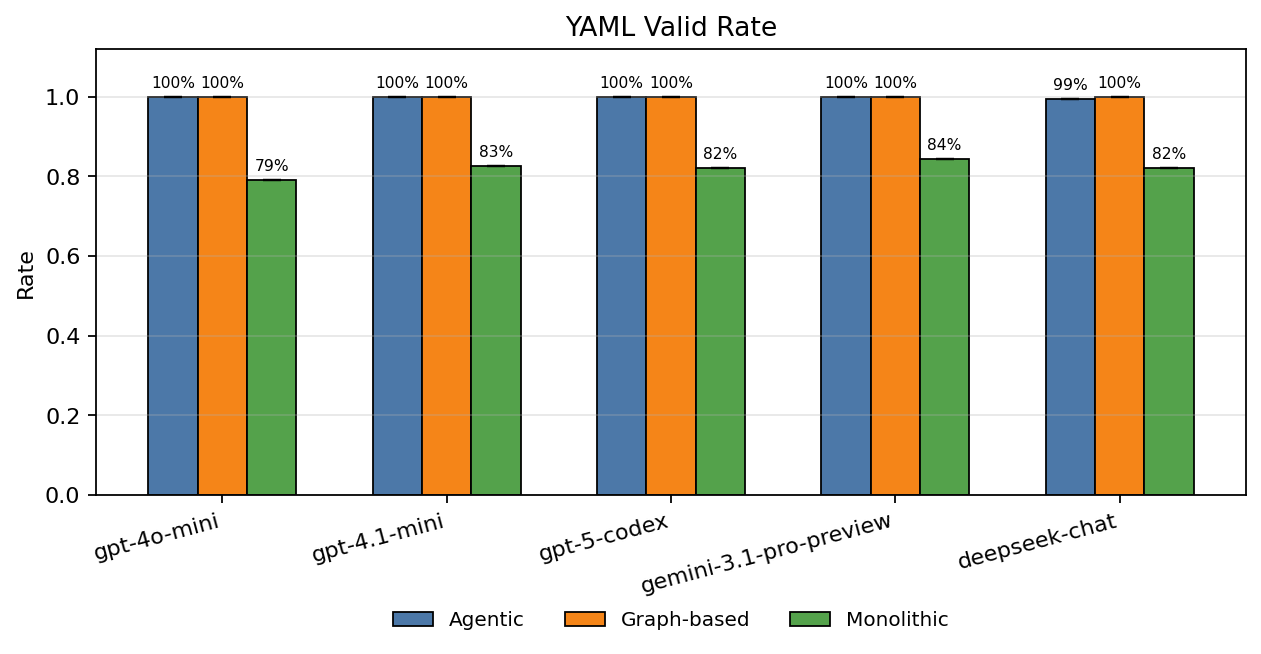 YAML Valid Rate
100% 100% 79% 100% 100% 83% 100% 100% 82% 100% 100% 84% 99% 100% 82%
1.0
0.8
0.6
0.4
0.2
0.0
Rate
gpt-4o-mini gpt-4.1-mini gpt-5-codex gemini-3.1-pro-preview deepseek-chat
Agentic Graph-based Monolithic